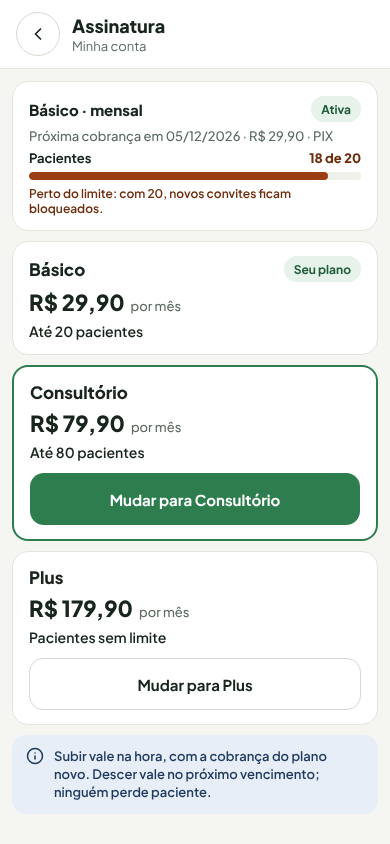 Assinatura
Minha conta
Básico · mensal
Ativa
Próxima cobrança em 05/12/2026 · R$ 29,90 · PIX
Pacientes
18 de 20
Perto do limite: com 20, novos convites ficam
bloqueados.
Básico
Seu plano
R$ 29,90 por mês
Até 20 pacientes
Consultório
R$ 79,90 por mês
Até 80 pacientes
Mudar para Consultório
Plus
R$ 179,90 por mês
Pacientes sem limite
Mudar para Plus
Subir vale na hora, com a cobrança do plano
novo. Descer vale no próximo vencimento;
ninguém perde paciente.